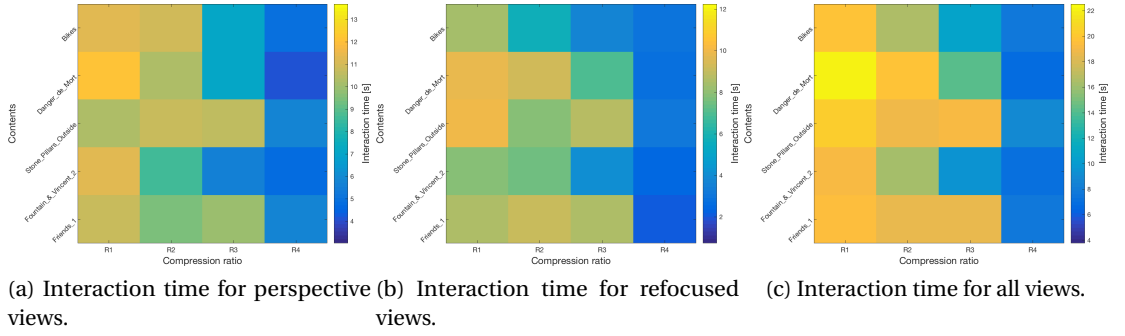 Contents
Bikes
Danger_de_Mort
Stone_Pillars_Outside
Fountain_&_Vincent_2
Friends_1
R1 R2 R3 R4
Compression ratio
13
12
11
10
9
8
7
6
5
4
Interaction time [s]
Contents
Bikes
Danger_de_Mort
Stone_Pillars_Outside
Fountain_&_Vincent_2
Friends_1
R1 R2 R3 R4
Compression ratio
12
10
8
6
4
2
Interaction time [s]
Contents
Bikes
Danger_de_Mort
Stone_Pillars_Outside
Fountain_&_Vincent_2
Friends_1
R1 R2 R3 R4
Compression ratio
22
20
18
16
14
12
10
8
6
4
Interaction time [s]
(a) Interaction time for perspective
views.
(b) Interaction time for refocused
views.
(c) Interaction time for all views.